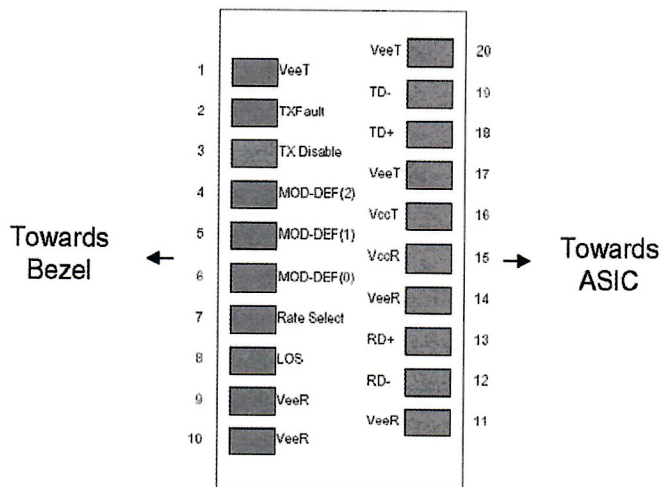 VeeT 20
1 VeeT
TD- 19
2 TXFault
TD+ 18
3 TX Disable
VeeT 17
4 MOD-DEF(2)
VccT 16
5 MOD-DEF(1)
Towards Bezel
VccR 15
Towards ASIC
6 MOD-DEF(0)
VeeR 14
7 Rate Select
RD+ 13
8 LOS
RD- 12
9 VeeR
VeeR 11
10 VeeR